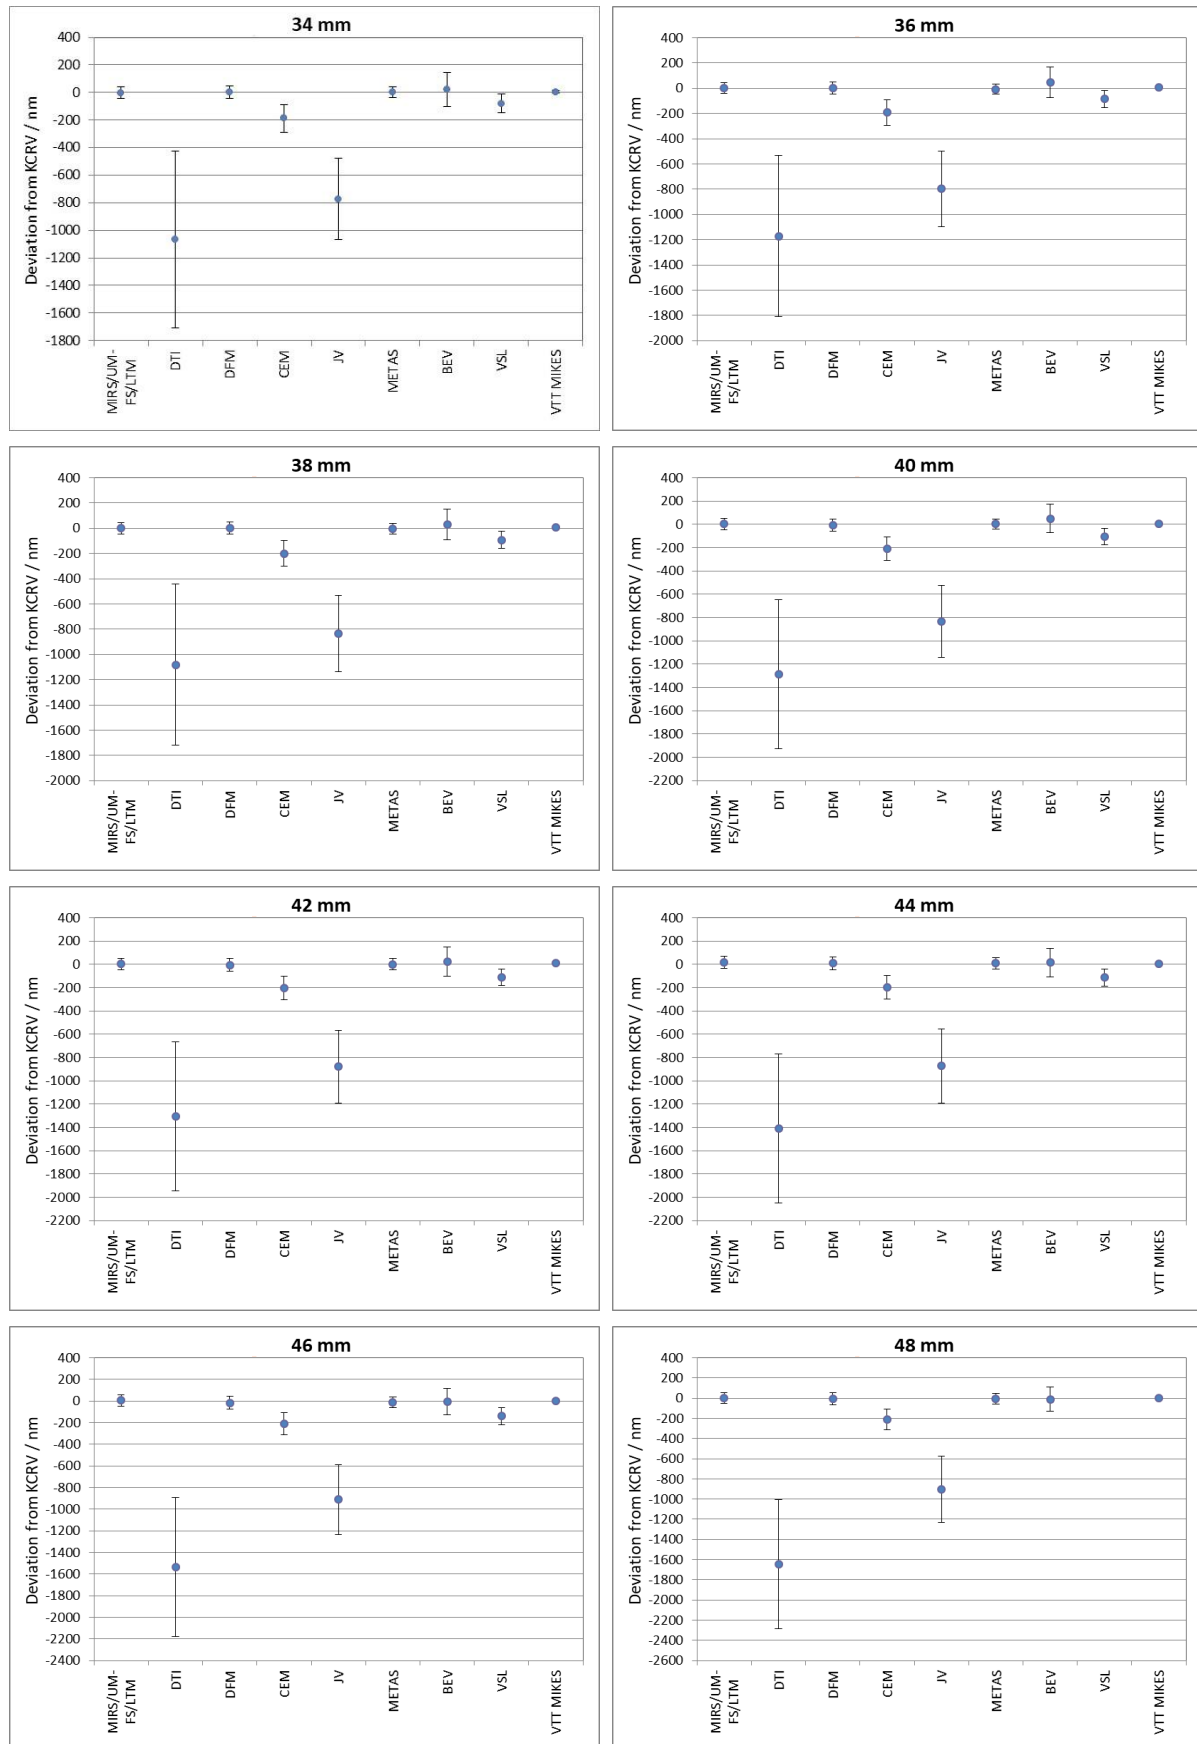 34 mm
Deviation from KCRV / nm
400
200
0
-200
-400
-600
-800
-1000
-1200
-1400
-1600
-1800
MIRS/UM-
FS/LTM
DTI
DFM
CEM
JV
METAS
BEV
VSL
VTT MIKES
36 mm
Deviation from KCRV / nm
400
200
0
-200
-400
-600
-800
-1000
-1200
-1400
-1600
-1800
-2000
MIRS/UM-
FS/LTM
DTI
DFM
CEM
JV
METAS
BEV
VSL
VTT MIKES
38 mm
Deviation from KCRV / nm
400
200
0
-200
-400
-600
-800
-1000
-1200
-1400
-1600
-1800
-2000
MIRS/UM-
FS/LTM
DTI
DFM
CEM
JV
METAS
BEV
VSL
VTT MIKES
40 mm
Deviation from KCRV / nm
400
200
0
-200
-400
-600
-800
-1000
-1200
-1400
-1600
-1800
-2000
-2200
MIRS/UM-
FS/LTM
DTI
DFM
CEM
JV
METAS
BEV
VSL
VTT MIKES
42 mm
Deviation from KCRV / nm
400
200
0
-200
-400
-600
-800
-1000
-1200
-1400
-1600
-1800
-2000
-2200
MIRS/UM-
FS/LTM
DTI
DFM
CEM
JV
METAS
BEV
VSL
VTT MIKES
44 mm
Deviation from KCRV / nm
400
200
0
-200
-400
-600
-800
-1000
-1200
-1400
-1600
-1800
-2000
-2200
MIRS/UM-
FS/LTM
DTI
DFM
CEM
JV
METAS
BEV
VSL
VTT MIKES
46 mm
Deviation from KCRV / nm
400
200
0
-200
-400
-600
-800
-1000
-1200
-1400
-1600
-1800
-2000
-2200
-2400
MIRS/UM-
FS/LTM
DTI
DFM
CEM
JV
METAS
BEV
VSL
VTT MIKES
48 mm
Deviation from KCRV / nm
400
200
0
-200
-400
-600
-800
-1000
-1200
-1400
-1600
-1800
-2000
-2200
-2400
-2600
MIRS/UM-
FS/LTM
DTI
DFM
CEM
JV
METAS
BEV
VSL
VTT MIKES